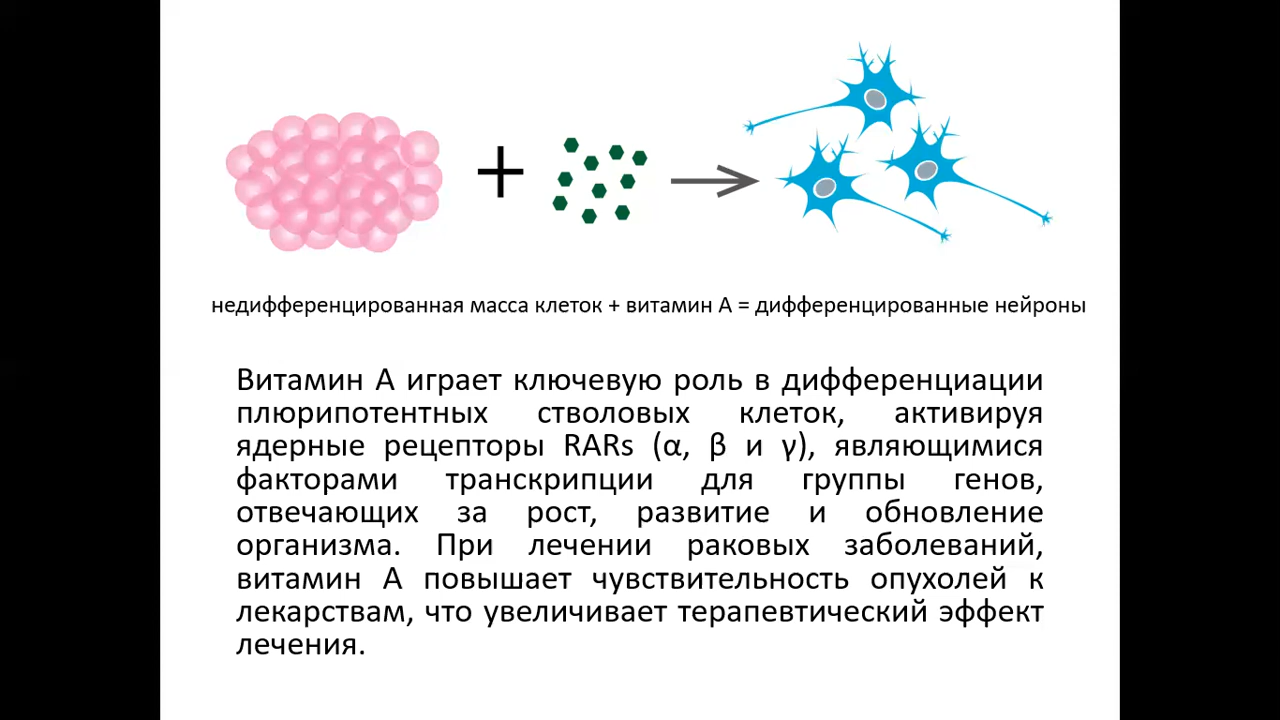 недифференцированная масса клеток + витамин А = дифференцированные нейроны
Витамин А играет ключевую роль в дифференциации
плюрипотентных стволовых клеток, активируя
ядерные рецепторы RARs (α, β и γ), являющимися
факторами транскрипции для группы генов,
отвечающих за рост, развитие и обновление
организма. При лечении раковых заболеваний,
витамин А повышает чувствительность опухолей к
лекарствам, что увеличивает терапевтический эффект
лечения.